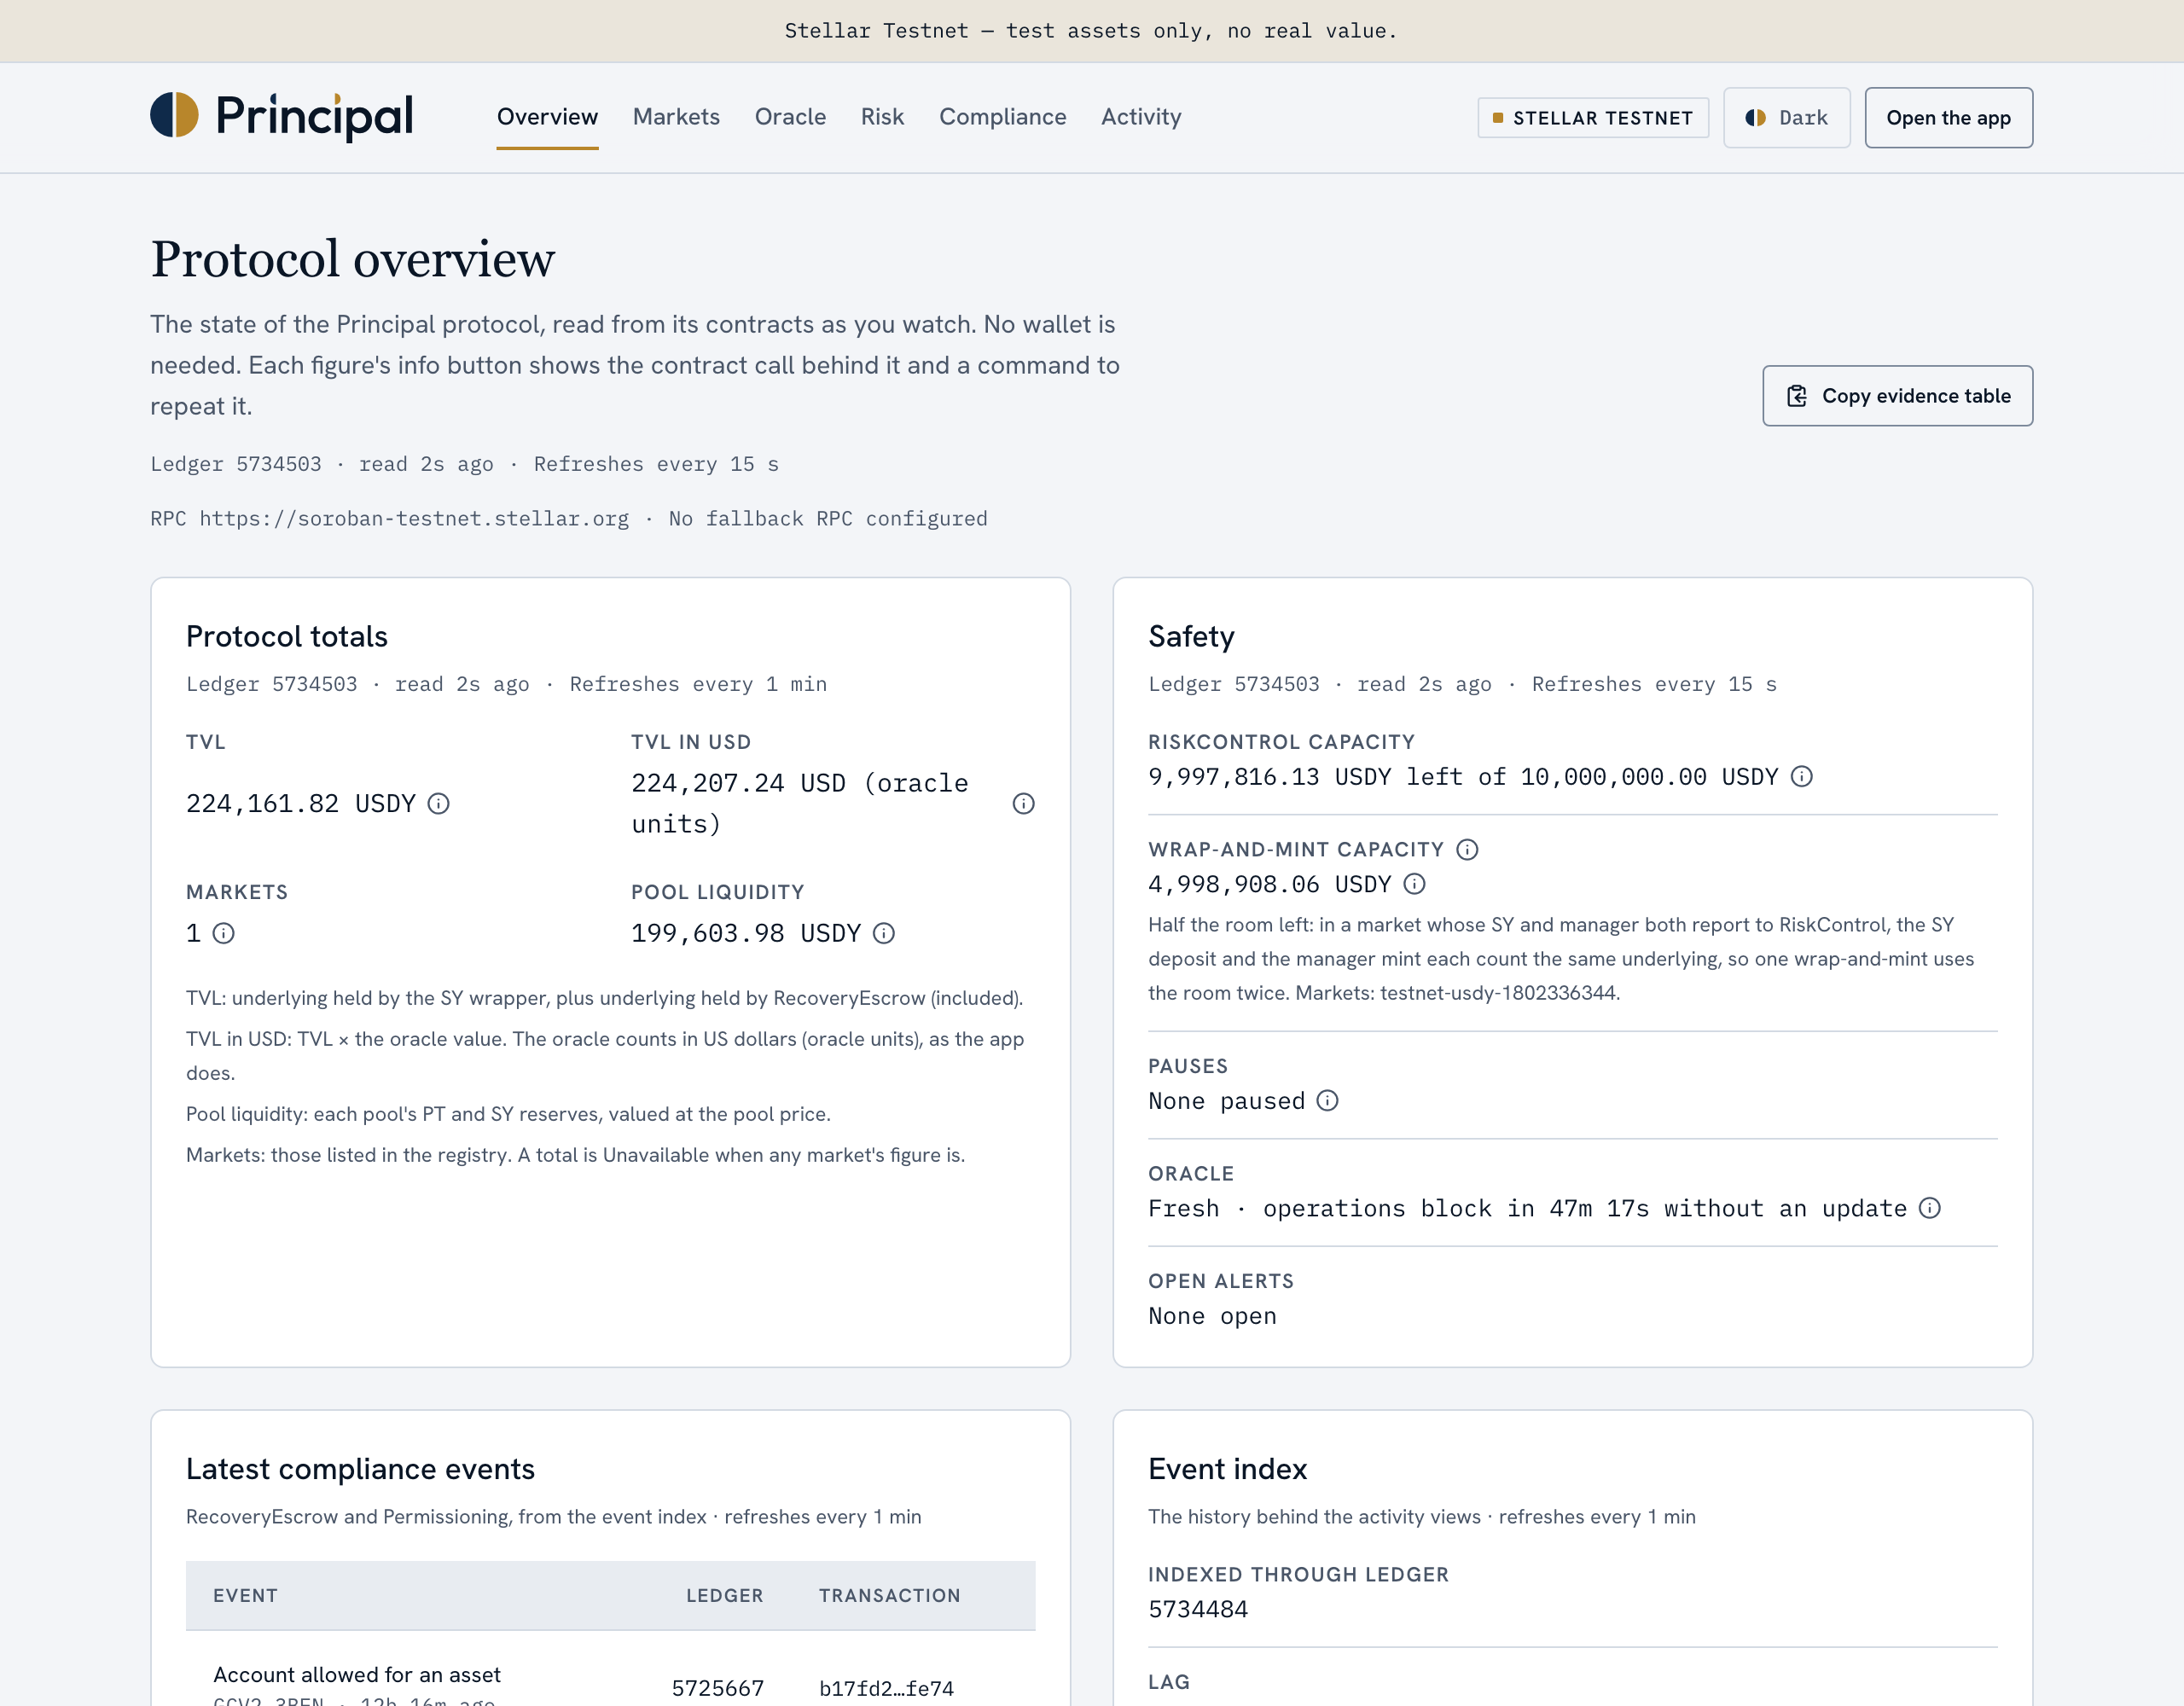 Stellar Testnet — test assets only, no real value.
Principal
Overview Markets Oracle Risk Compliance Activity
STELLAR TESTNET
Dark
Open the app
Protocol overview
The state of the Principal protocol, read from its contracts as you watch. No wallet is
needed. Each figure's info button shows the contract call behind it and a command to
repeat it.
Copy evidence table
Ledger 5734503 · read 2s ago · Refreshes every 15 s
RPC https://soroban-testnet.stellar.org · No fallback RPC configured
Protocol totals
Ledger 5734503 · read 2s ago · Refreshes every 1 min
TVL
224,161.82 USDY
TVL IN USD
224,207.24 USD (oracle
units)
MARKETS
1
POOL LIQUIDITY
199,603.98 USDY
TVL: underlying held by the SY wrapper, plus underlying held by RecoveryEscrow (included).
TVL in USD: TVL × the oracle value. The oracle counts in US dollars (oracle units), as the app
does.
Pool liquidity: each pool's PT and SY reserves, valued at the pool price.
Markets: those listed in the registry. A total is Unavailable when any market's figure is.
Safety
Ledger 5734503 · read 2s ago · Refreshes every 15 s
RISKCONTROL CAPACITY
9,997,816.13 USDY left of 10,000,000.00 USDY
WRAP-AND-MINT CAPACITY
4,998,908.06 USDY
Half the room left: in a market whose SY and manager both report to RiskControl, the SY
deposit and the manager mint each count the same underlying, so one wrap-and-mint uses
the room twice. Markets: testnet-usdy-1802336344.
PAUSES
None paused
ORACLE
Fresh · operations block in 47m 17s without an update
OPEN ALERTS
None open
Latest compliance events
RecoveryEscrow and Permissioning, from the event index · refreshes every 1 min
EVENT LEDGER TRANSACTION
Account allowed for an asset
5725667 b17fd2…fe74
Event index
The history behind the activity views · refreshes every 1 min
INDEXED THROUGH LEDGER
5734484
LAG